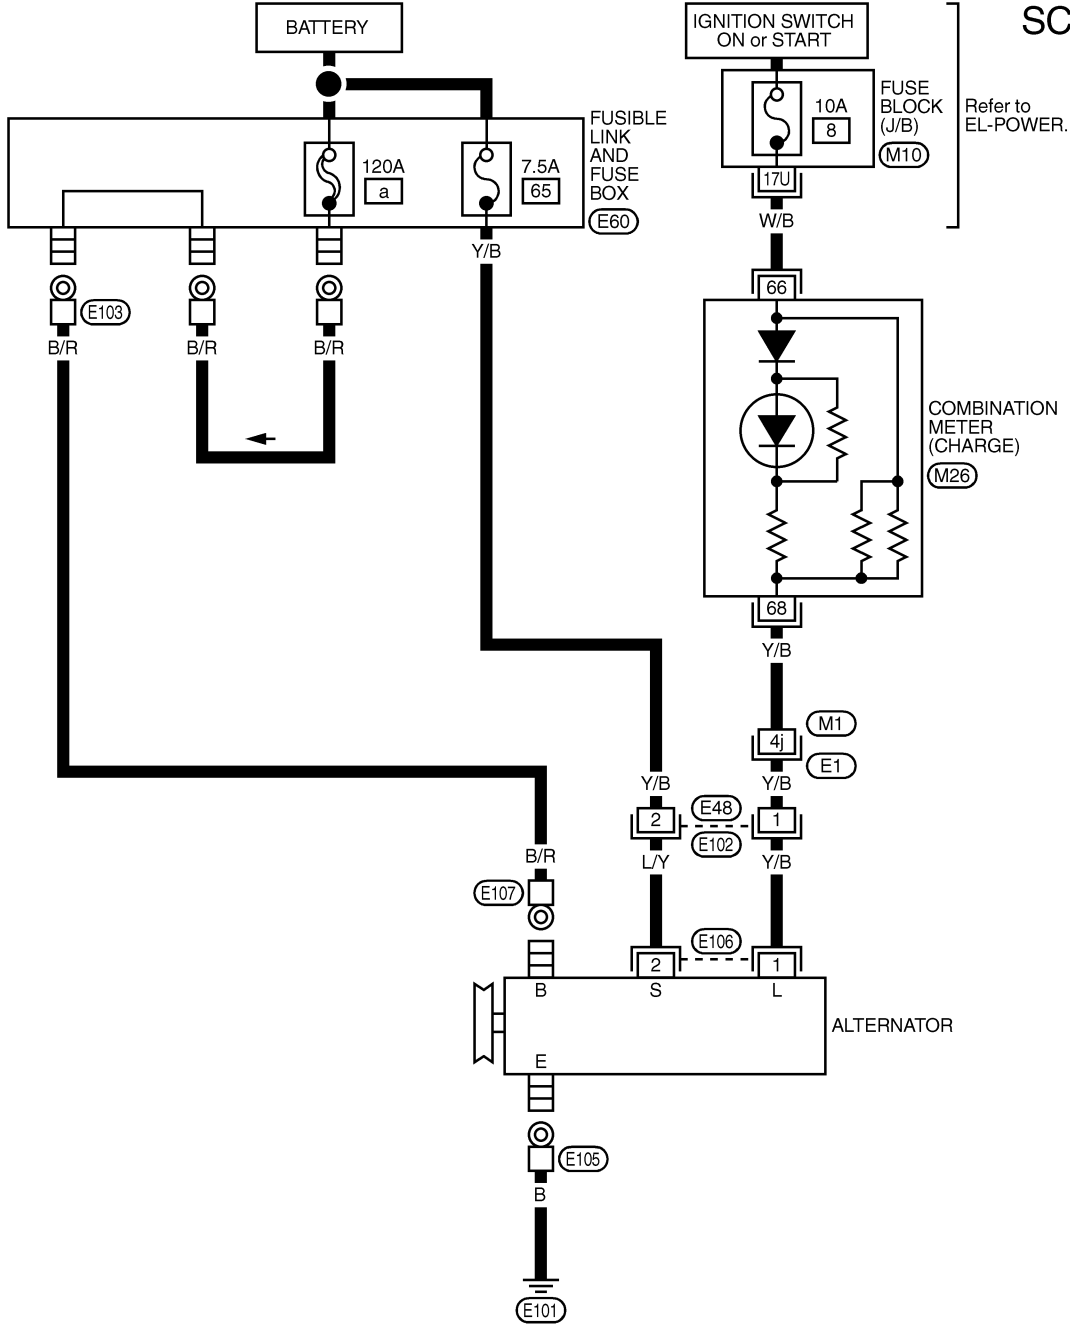 BATTERY
IGNITION SWITCH
ON or START
SC
FUSIBLE
LINK
AND
FUSE
BOX
E60
120A
a
7.5A
65
10A
8
FUSE
BLOCK
(J/B)
M10
Refer to
EL-POWER.
17U
W/B
Y/B
66
E103
B/R
B/R
B/R
COMBINATION
METER
(CHARGE)
M26
68
Y/B
M1
4j
E1
Y/B
Y/B
2
E48
1
E102
B/R
L/Y
Y/B
E107
E106
2
1
B
S
L
ALTERNATOR
E
E105
B
E101